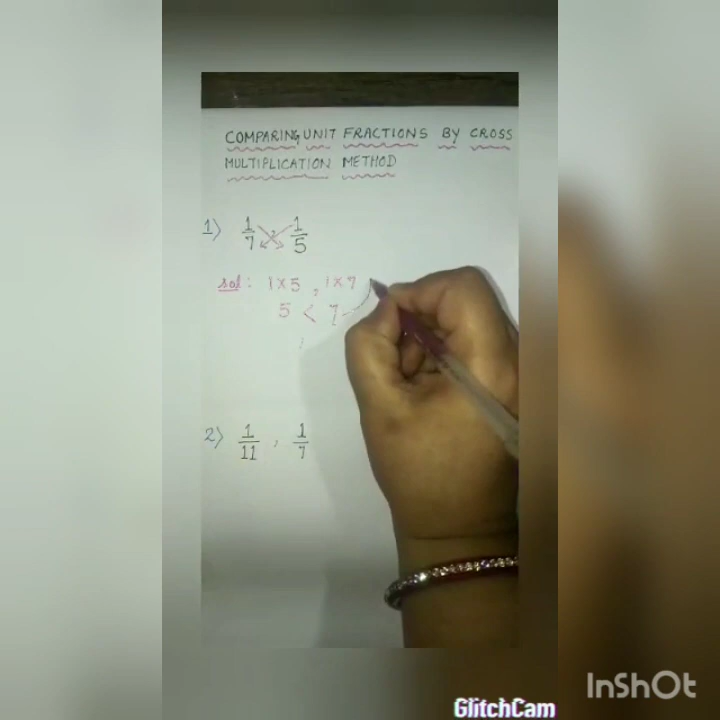 COMPARING UNIT FRACTIONS BY CROSS
MULTIPLICATION METHOD
1) 1/7 , 1/5
sol: 1 × 5 , 1 × 7
5 < 7
2) 1/11 , 1/7
InShOt
GlitchCam